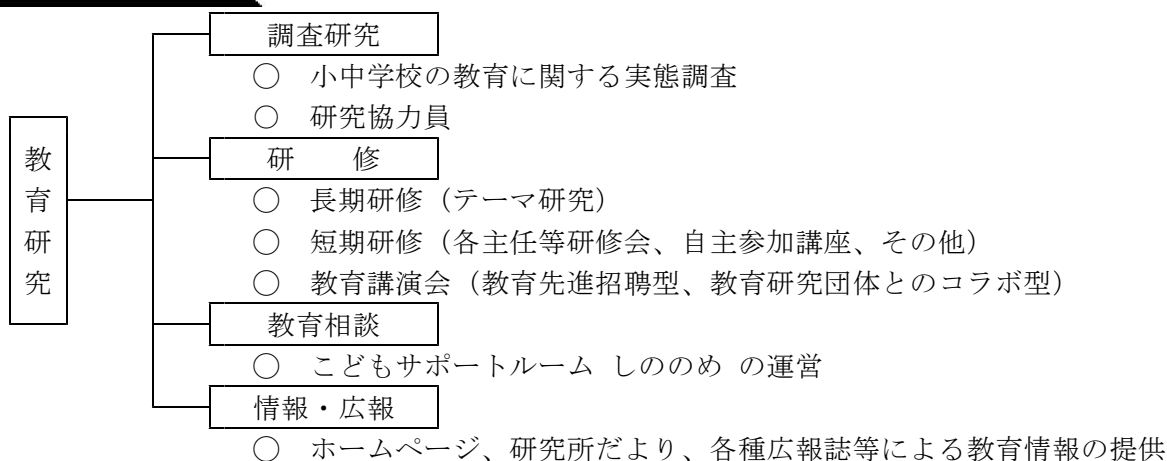 調査研究
○ 小中学校の教育に関する実態調査
○ 研究協力員
教育研究
研 修
○ 長期研修（テーマ研究）
○ 短期研修（各主任等研修会、自主参加講座、その他）
○ 教育講演会（教育先進招聘型、教育研究団体とのコラボ型）
教育相談
○ こどもサポートルーム しののめ の運営
情報・広報
○ ホームページ、研究所だより、各種広報誌等による教育情報の提供